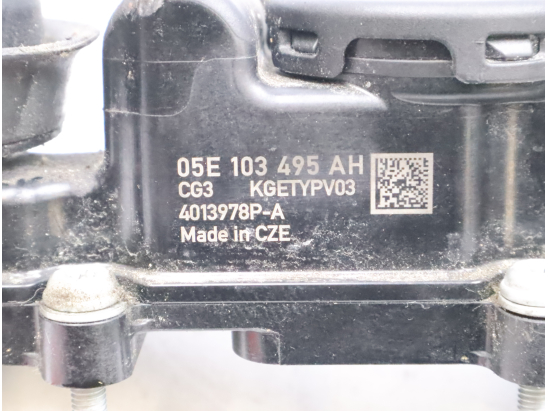 05E 103 495 AH
CG3 KGETYPV03
4013978P-A
Made in CZE